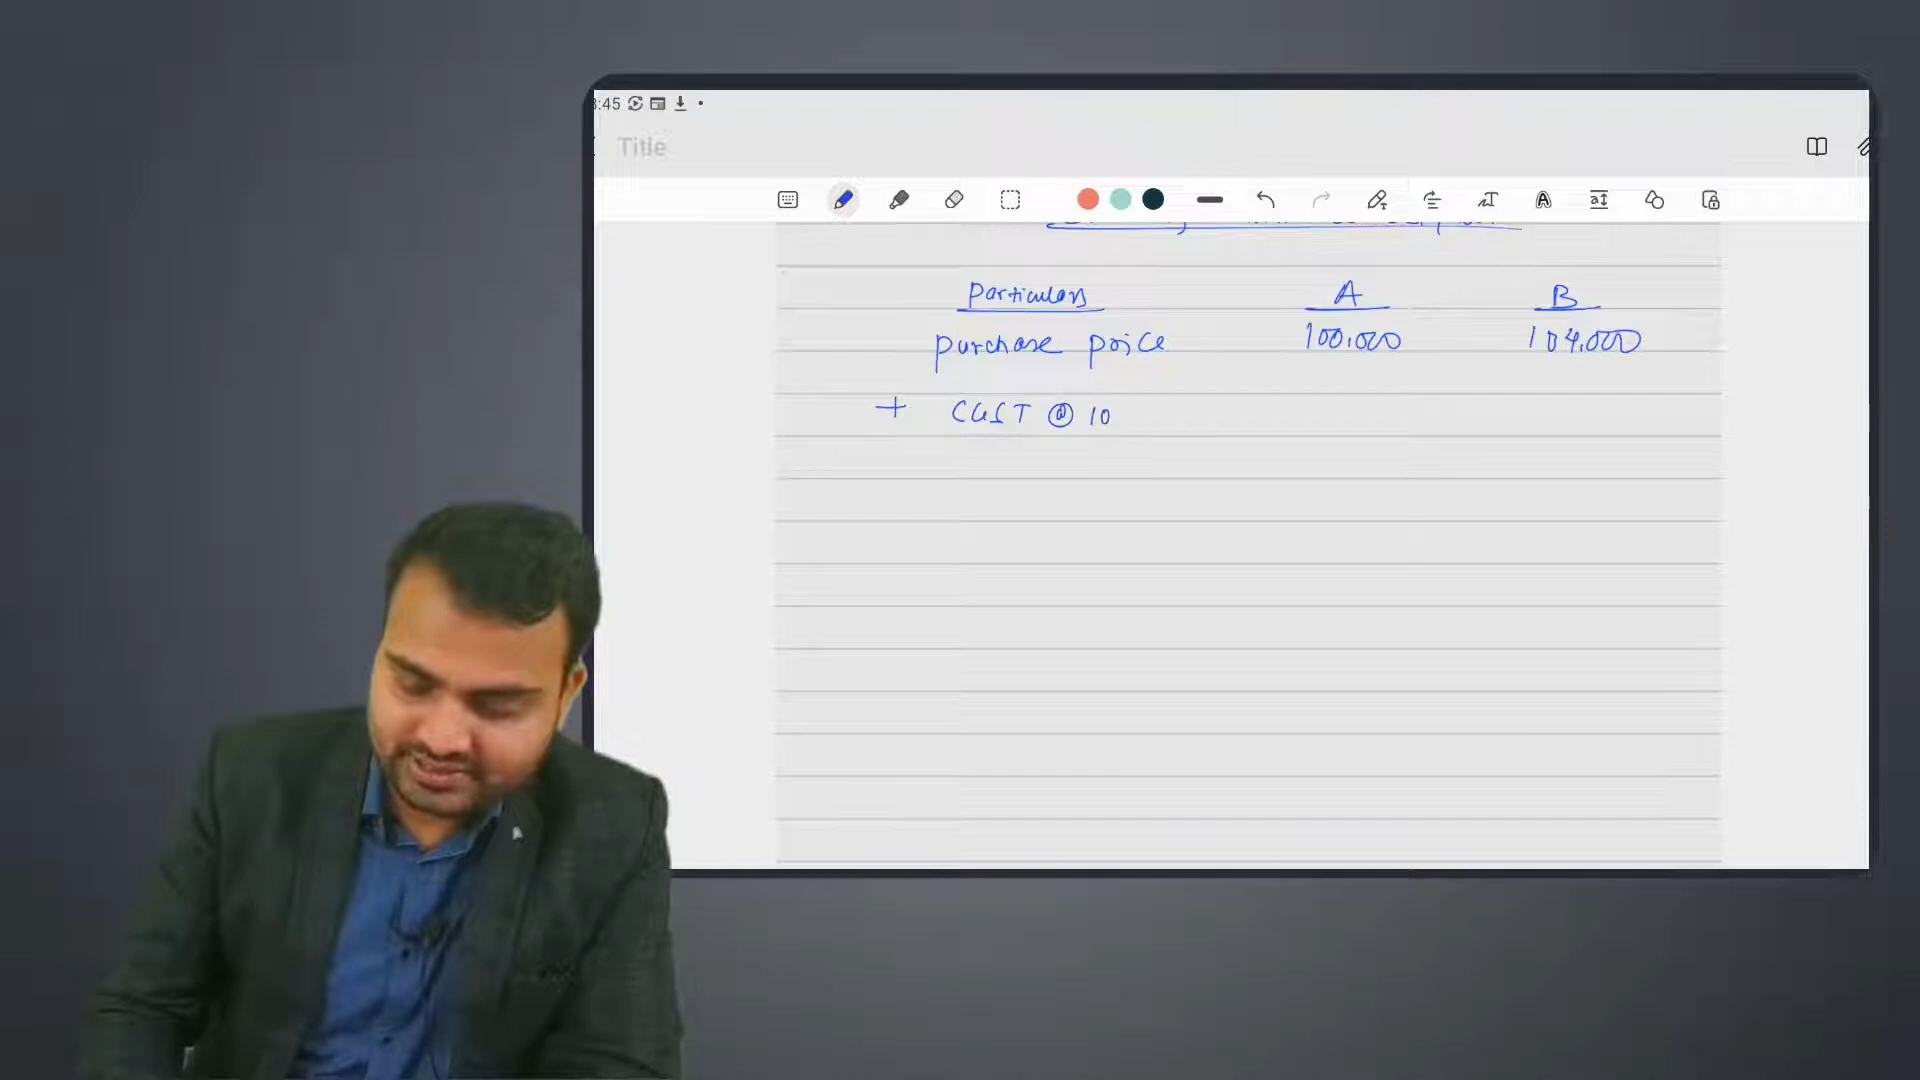 :45
Title
Particulars A B
purchase price 100.000 104.000
+ CGST @ 10